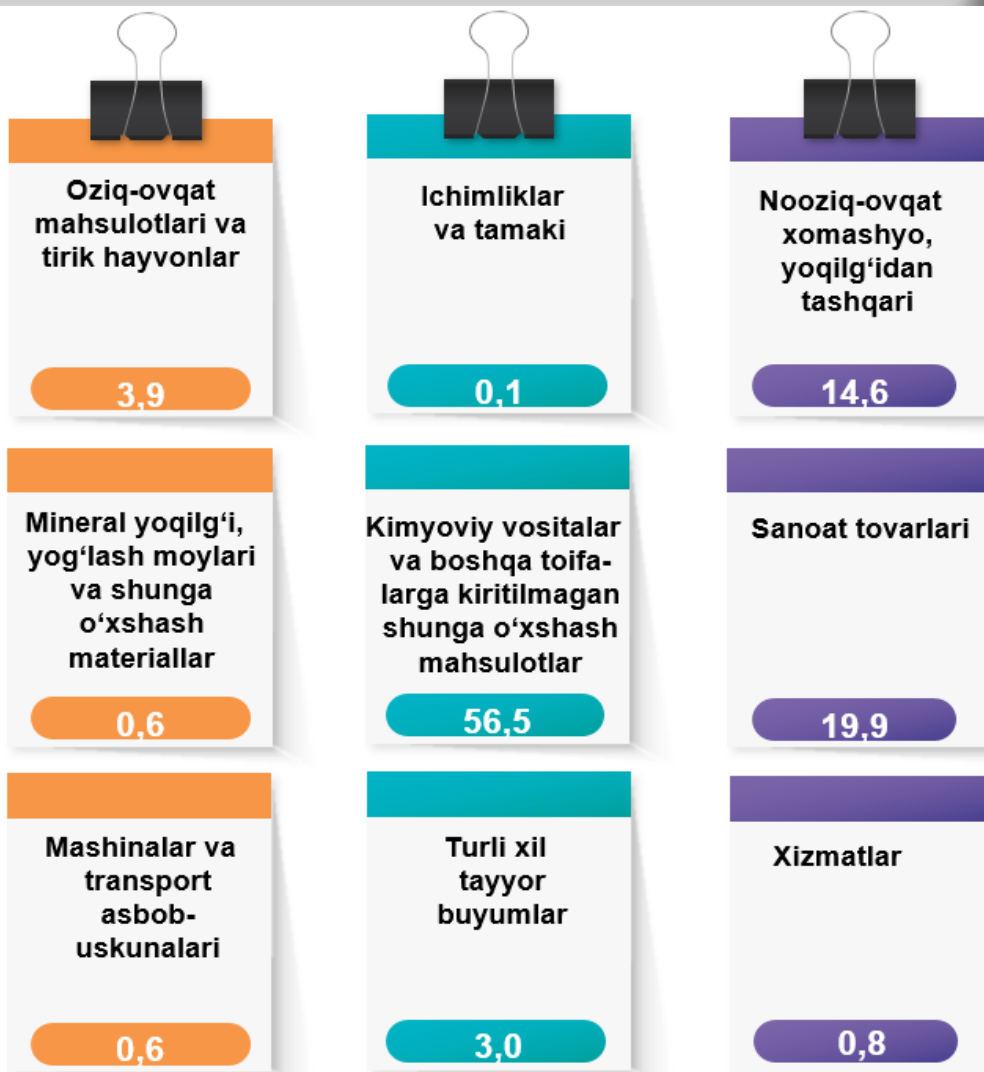 Oziq-ovqat
mahsulotlari va
tirik hayvonlar
3,9
Ichimliklar
va tamaki
0,1
Nooziq-ovqat
xomashyo,
yoqilg‘idan
tashqari
14,6
Mineral yoqilg‘i,
yog‘lash moylari
va shunga
o‘xshash
materiallar
0,6
Kimyoviy vositalar
va boshqa toifa-
larga kiritilmagan
shunga o‘xshash
mahsulotlar
56,5
Sanoat tovarlari
19,9
Mashinalar va
transport
asbob-
uskunalari
0,6
Turli xil
tayyor
buyumlar
3,0
Xizmatlar
0,8